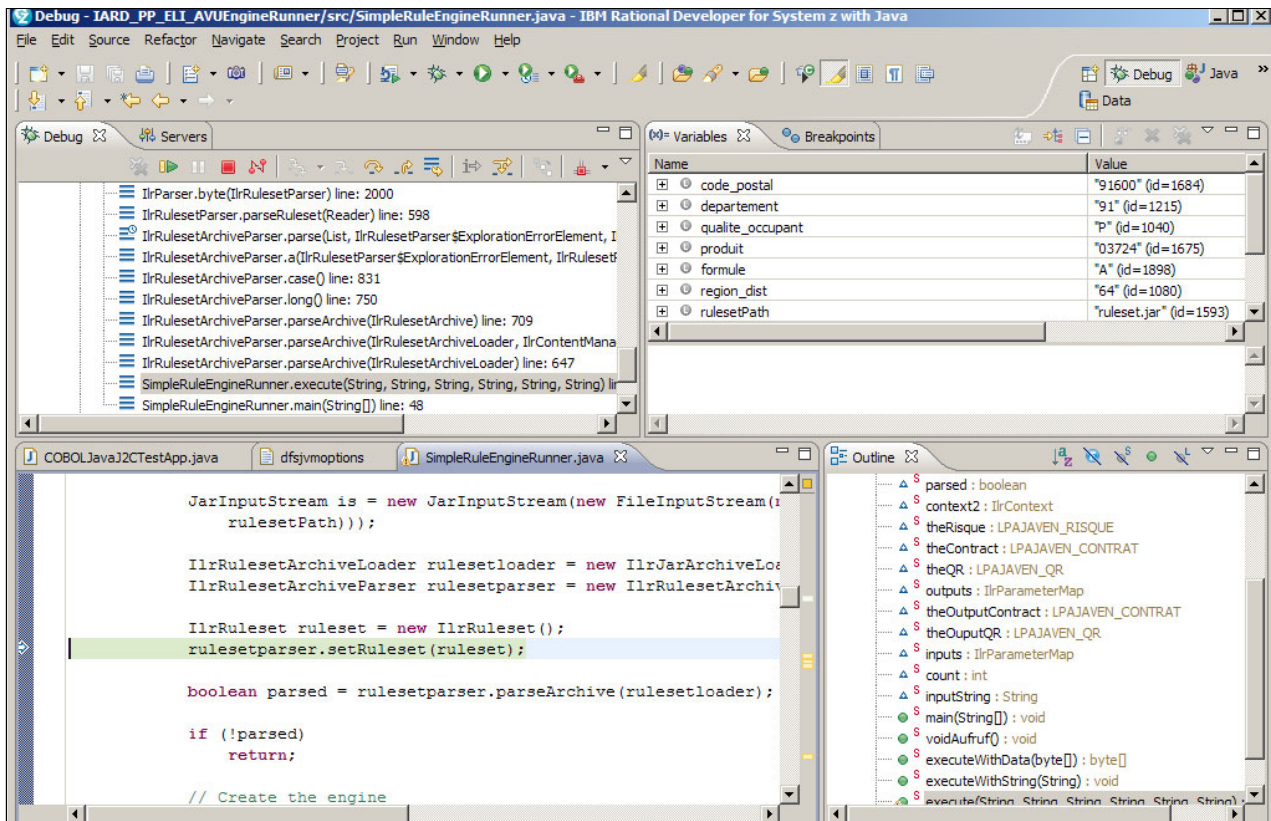 Debug - IARD_PP_ELI_AVUEngineRunner/src/SimpleRuleEngineRunner.java - IBM Rational Developer for System z with Java
File Edit Source Refactor Navigate Search Project Run Window Help
Debug Java »
Data
Debug Servers
IlrParser.byte(IlrRulesetParser) line: 2000
IlrRulesetParser.parseRuleset(Reader) line: 598
IlrRulesetArchiveParser.parse(List, IlrRulesetParser$ExplorationErrorElement, I
IlrRulesetArchiveParser.a(IlrRulesetParser$ExplorationErrorElement, IlrRulesetF
IlrRulesetArchiveParser.case() line: 831
IlrRulesetArchiveParser.long() line: 750
IlrRulesetArchiveParser.parseArchive(IlrRulesetArchive) line: 709
IlrRulesetArchiveParser.parseArchive(IlrRulesetArchiveLoader, IlrContentMana
IlrRulesetArchiveParser.parseArchive(IlrRulesetArchiveLoader) line: 647
SimpleRuleEngineRunner.execute(String, String, String, String, String, String) lin
SimpleRuleEngineRunner.main(String[]) line: 48
(x)= Variables Breakpoints
Name Value
code_postal "91600" (id=1684)
departement "91" (id=1215)
qualite_occupant "P" (id=1040)
produit "03724" (id=1675)
formule "A" (id=1898)
region_dist "64" (id=1080)
rulesetPath "ruleset.jar" (id=1593)
COBOLJavaJ2CTestApp.java dfsjvmoptions SimpleRuleEngineRunner.java
JarInputStream is = new JarInputStream(new FileInputStream(n
rulesetPath)));
IlrRulesetArchiveLoader rulesetloader = new IlrJarArchiveLoa
IlrRulesetArchiveParser rulesetparser = new IlrRulesetArchiv
IlrRuleset ruleset = new IlrRuleset();
rulesetparser.setRuleset(ruleset);
boolean parsed = rulesetparser.parseArchive(rulesetloader);
if (!parsed)
return;
// Create the engine
Outline
parsed : boolean
context2 : IlrContext
theRisque : LPAJAVEN_RISQUE
theContract : LPAJAVEN_CONTRAT
theQR : LPAJAVEN_QR
outputs : IlrParameterMap
theOutputContract : LPAJAVEN_CONTRAT
theOuputQR : LPAJAVEN_QR
inputs : IlrParameterMap
count : int
inputString : String
main(String[]) : void
voidAufruf() : void
executeWithData(byte[]) : byte[]
executeWithString(String) : void
execute(String, String, String, String, String, String) :